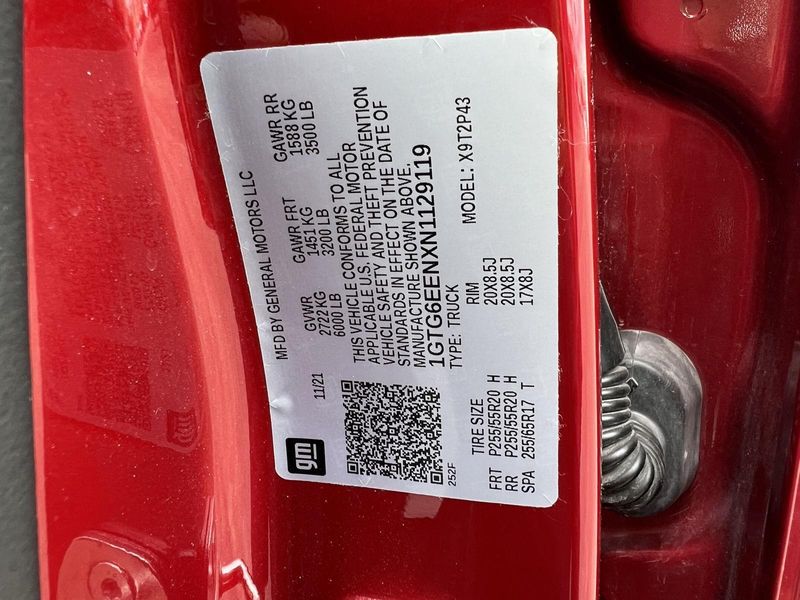 gm
11/21
MFD BY GENERAL MOTORS LLC
GVWR GAWR FRT GAWR RR
2722 KG 1451 KG 1588 KG
6000 LB 3200 LB 3500 LB
THIS VEHICLE CONFORMS TO ALL
APPLICABLE U.S. FEDERAL MOTOR
VEHICLE SAFETY AND THEFT PREVENTION
STANDARDS IN EFFECT ON THE DATE OF
MANUFACTURE SHOWN ABOVE.
1GTG6EENXN1129119
TYPE: TRUCK MODEL: X9T2P43
252F
TIRE SIZE RIM
FRT P255/55R20 H 20X8.5J
RR P255/55R20 H 20X8.5J
SPA 255/65R17 T 17X8J